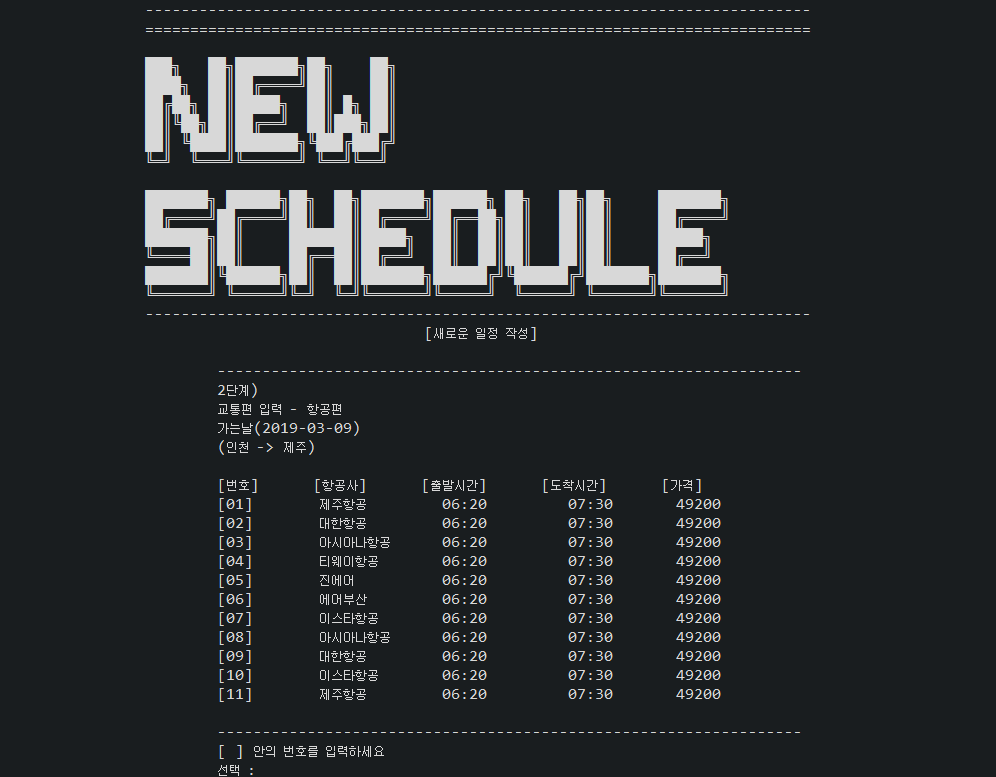 NEW
SCHEDULE
[새로운 일정 작성]
2단계)
교통편 입력 - 항공편
가는날(2019-03-09)
(인천 -> 제주)
[번호] [항공사] [출발시간] [도착시간] [가격]
[01] 제주항공 06:20 07:30 49200
[02] 대한항공 06:20 07:30 49200
[03] 아시아나항공 06:20 07:30 49200
[04] 티웨이항공 06:20 07:30 49200
[05] 진에어 06:20 07:30 49200
[06] 에어부산 06:20 07:30 49200
[07] 이스타항공 06:20 07:30 49200
[08] 아시아나항공 06:20 07:30 49200
[09] 대한항공 06:20 07:30 49200
[10] 이스타항공 06:20 07:30 49200
[11] 제주항공 06:20 07:30 49200
[ ] 안의 번호를 입력하세요
선택 :